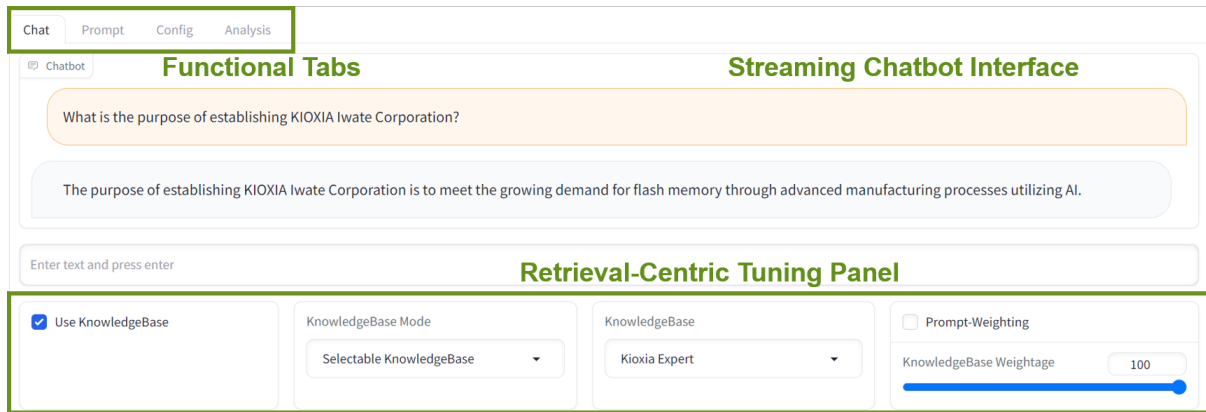 Chat Prompt Config Analysis
Chatbot
Functional Tabs
Streaming Chatbot Interface
What is the purpose of establishing KIOXIA Iwate Corporation?
The purpose of establishing KIOXIA Iwate Corporation is to meet the growing demand for flash memory through advanced manufacturing processes utilizing AI.
Enter text and press enter
Retrieval-Centric Tuning Panel
Use KnowledgeBase
KnowledgeBase Mode
Selectable KnowledgeBase
KnowledgeBase
Kioxia Expert
Prompt-Weighting
KnowledgeBase Weightage 100